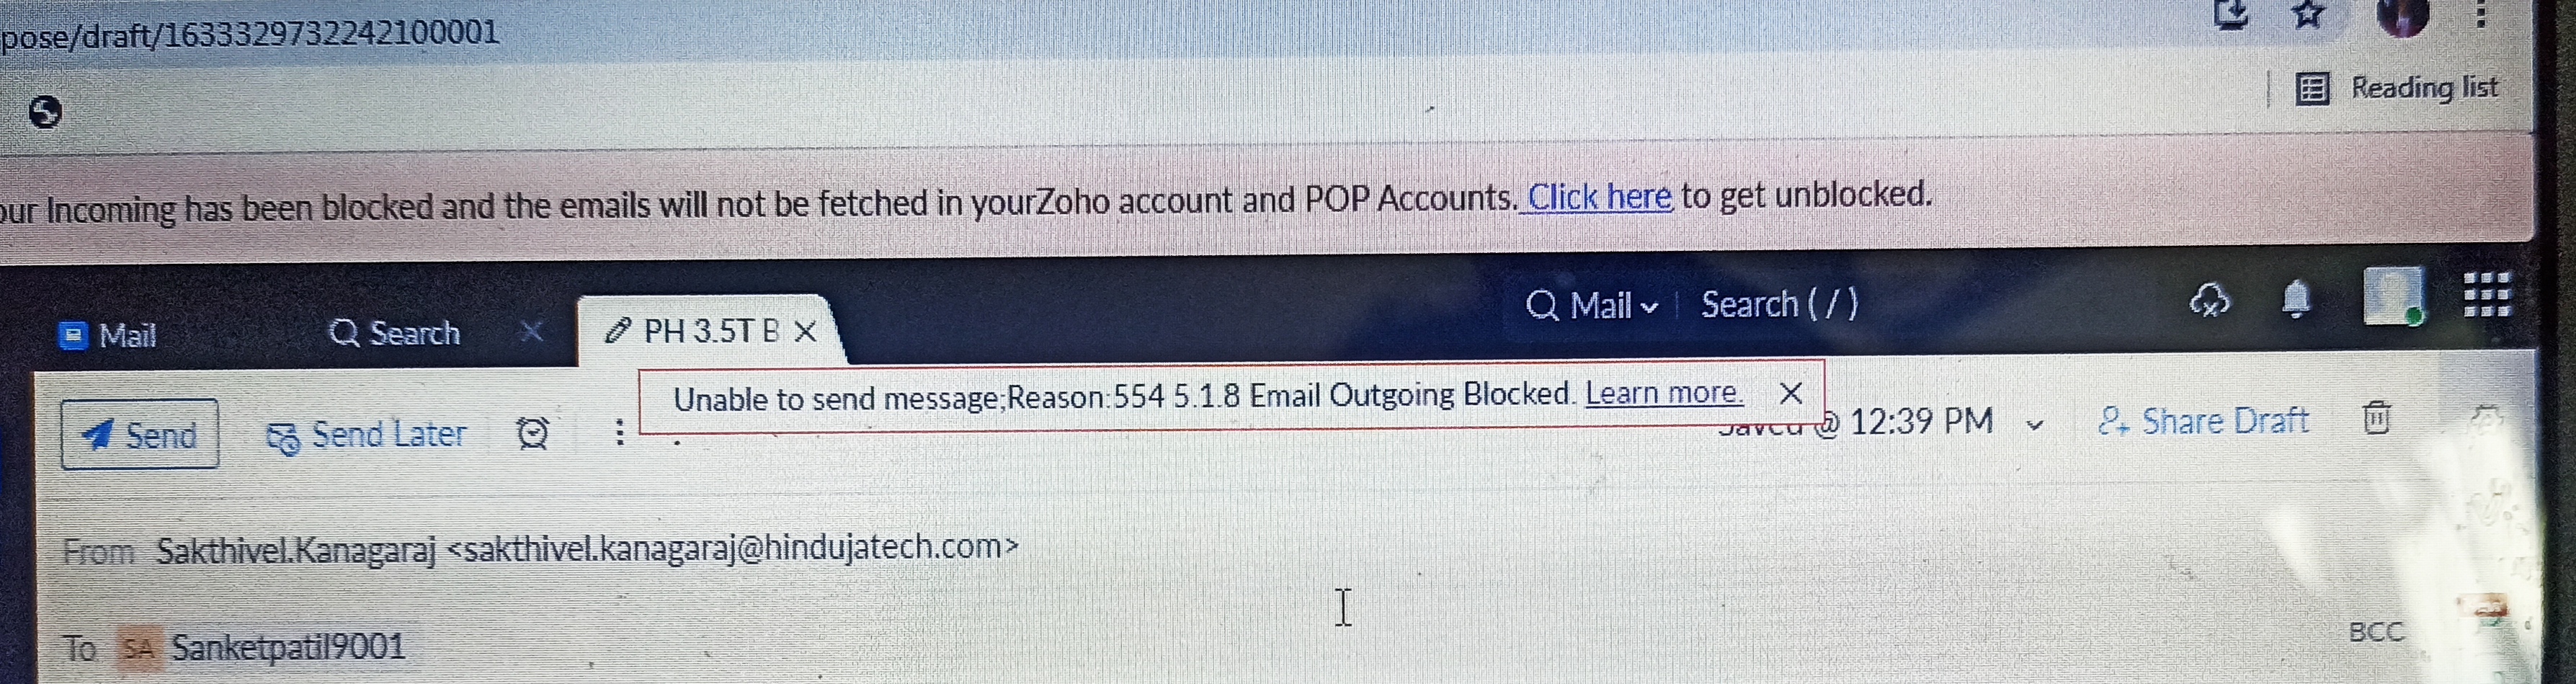 pose/draft/1633329732242100001
Reading list
our Incoming has been blocked and the emails will not be fetched in yourZoho account and POP Accounts. Click here to get unblocked.
Mail
Search
PH 3.5T B
Mail
Search ( / )
Unable to send message;Reason:554 5.1.8 Email Outgoing Blocked. Learn more.
Send
Send Later
Saved @ 12:39 PM
Share Draft
From Sakthivel.Kanagaraj <sakthivel.kanagaraj@hindujatech.com>
To SA Sanketpatil9001
BCC